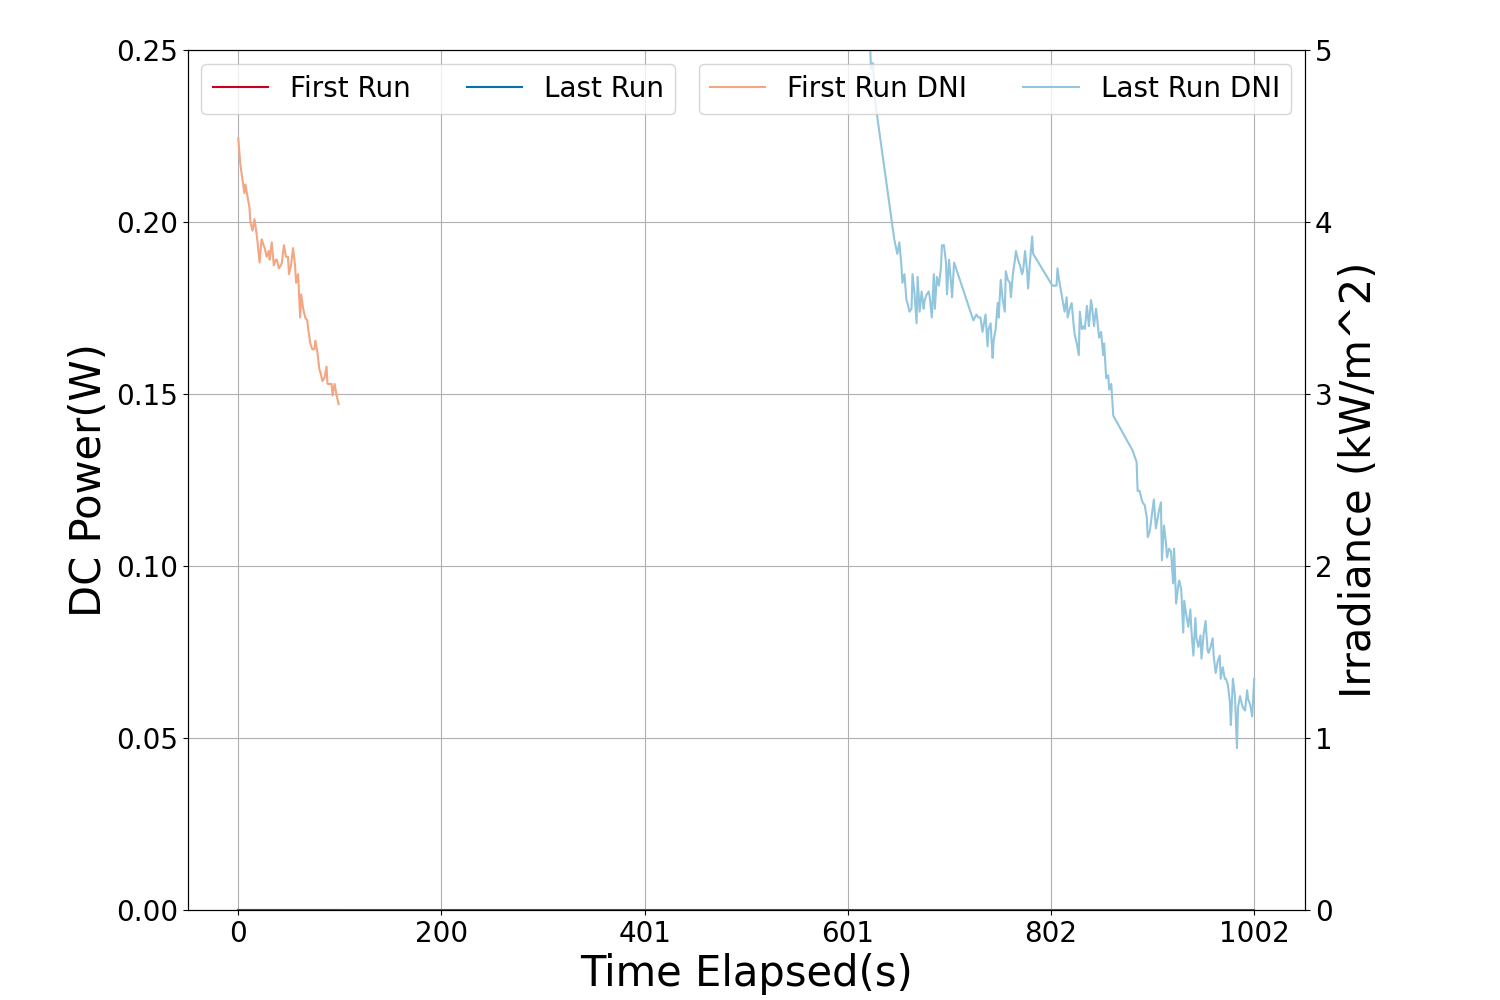 First Run
Last Run
First Run DNI
Last Run DNI
0.25
0.20
0.15
0.10
0.05
0.00
DC Power(W)
5
4
3
2
1
0
Irradiance (kW/m^2)
0
200
401
601
802
1002
Time Elapsed(s)